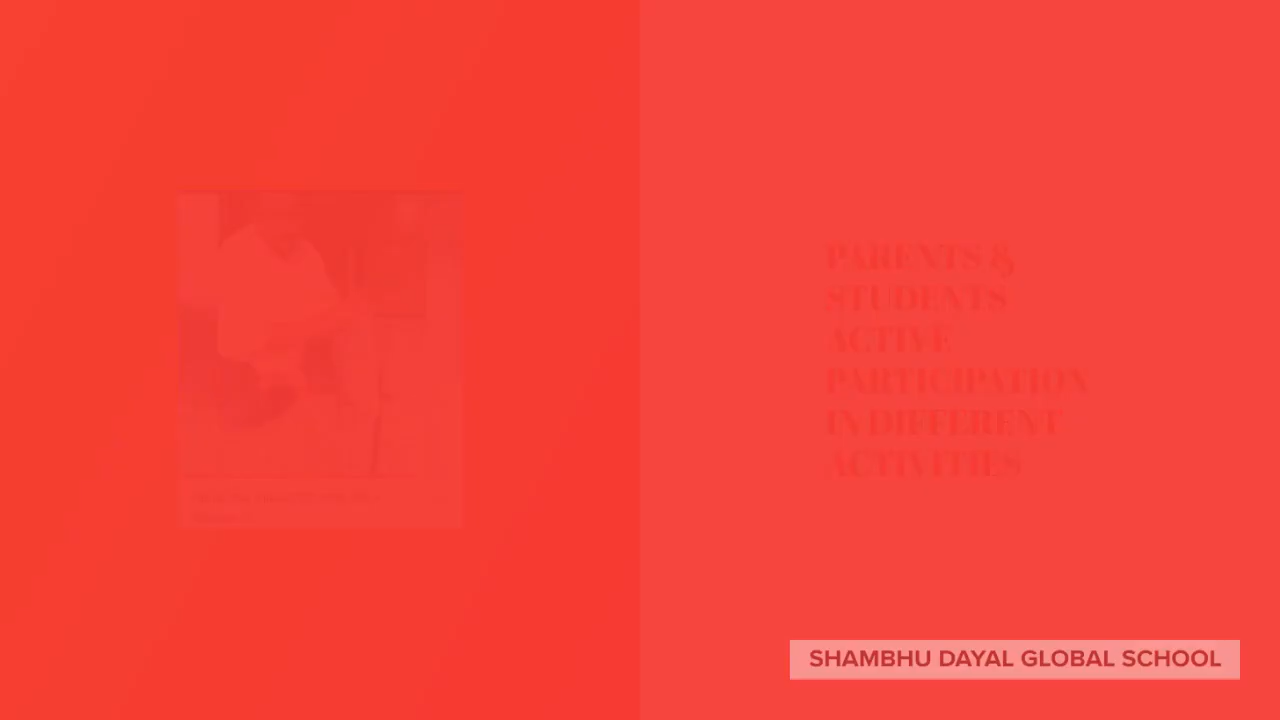 PARENTS &
STUDENTS
ACTIVE
PARTICIPATION
IN DIFFERENT
ACTIVITIES
SHAMBHU DAYAL GLOBAL SCHOOL